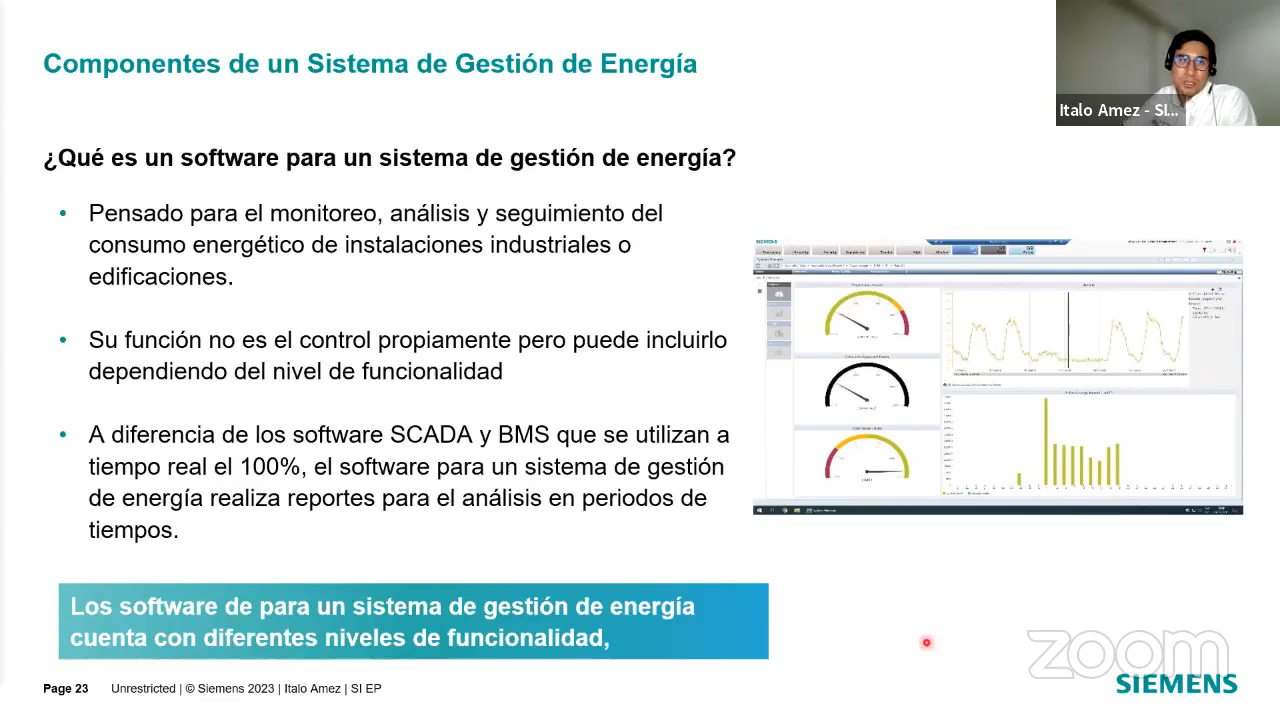 Componentes de un Sistema de Gestión de Energía
Italo Amez - SI...
¿Qué es un software para un sistema de gestión de energía?
• Pensado para el monitoreo, análisis y seguimiento del
consumo energético de instalaciones industriales o
edificaciones.
• Su función no es el control propiamente pero puede incluirlo
dependiendo del nivel de funcionalidad
• A diferencia de los software SCADA y BMS que se utilizan a
tiempo real el 100%, el software para un sistema de gestión
de energía realiza reportes para el análisis en periodos de
tiempos.
SIEMENS
Los software de para un sistema de gestión de energía
cuenta con diferentes niveles de funcionalidad,
zoom
SIEMENS
Page 23 Unrestricted | © Siemens 2023 | Italo Amez | SI EP